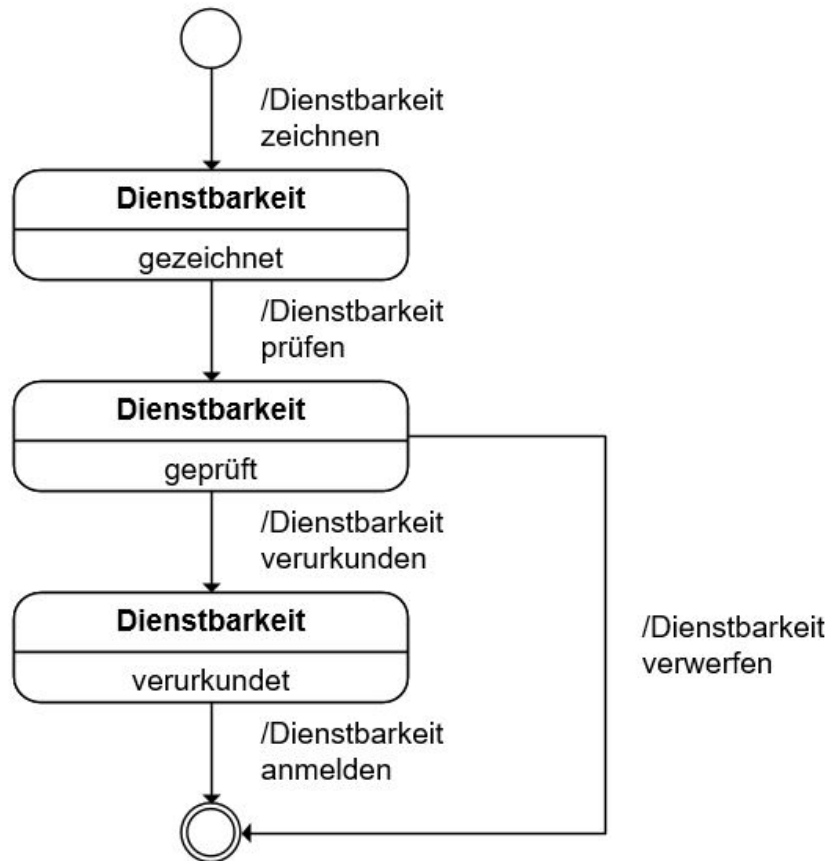 /Dienstbarkeit
zeichnen
Dienstbarkeit
gezeichnet
/Dienstbarkeit
prüfen
Dienstbarkeit
geprüft
/Dienstbarkeit
verurkunden
Dienstbarkeit
verurkundet
/Dienstbarkeit
verwerfen
/Dienstbarkeit
anmelden